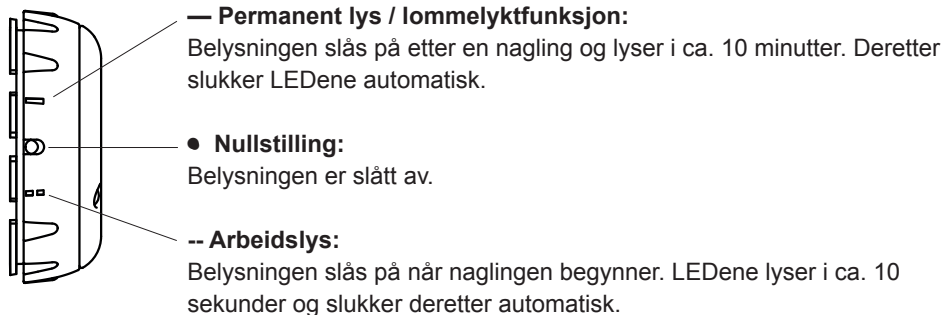 — Permanent lys / lommelyktfunksjon:
Belysningen slås på etter en nagling og lyser i ca. 10 minutter. Deretter
slukker LEDene automatisk.
● Nullstilling:
Belysningen er slått av.
-- Arbeidslys:
Belysningen slås på når naglingen begynner. LEDene lyser i ca. 10
sekunder og slukker deretter automatisk.